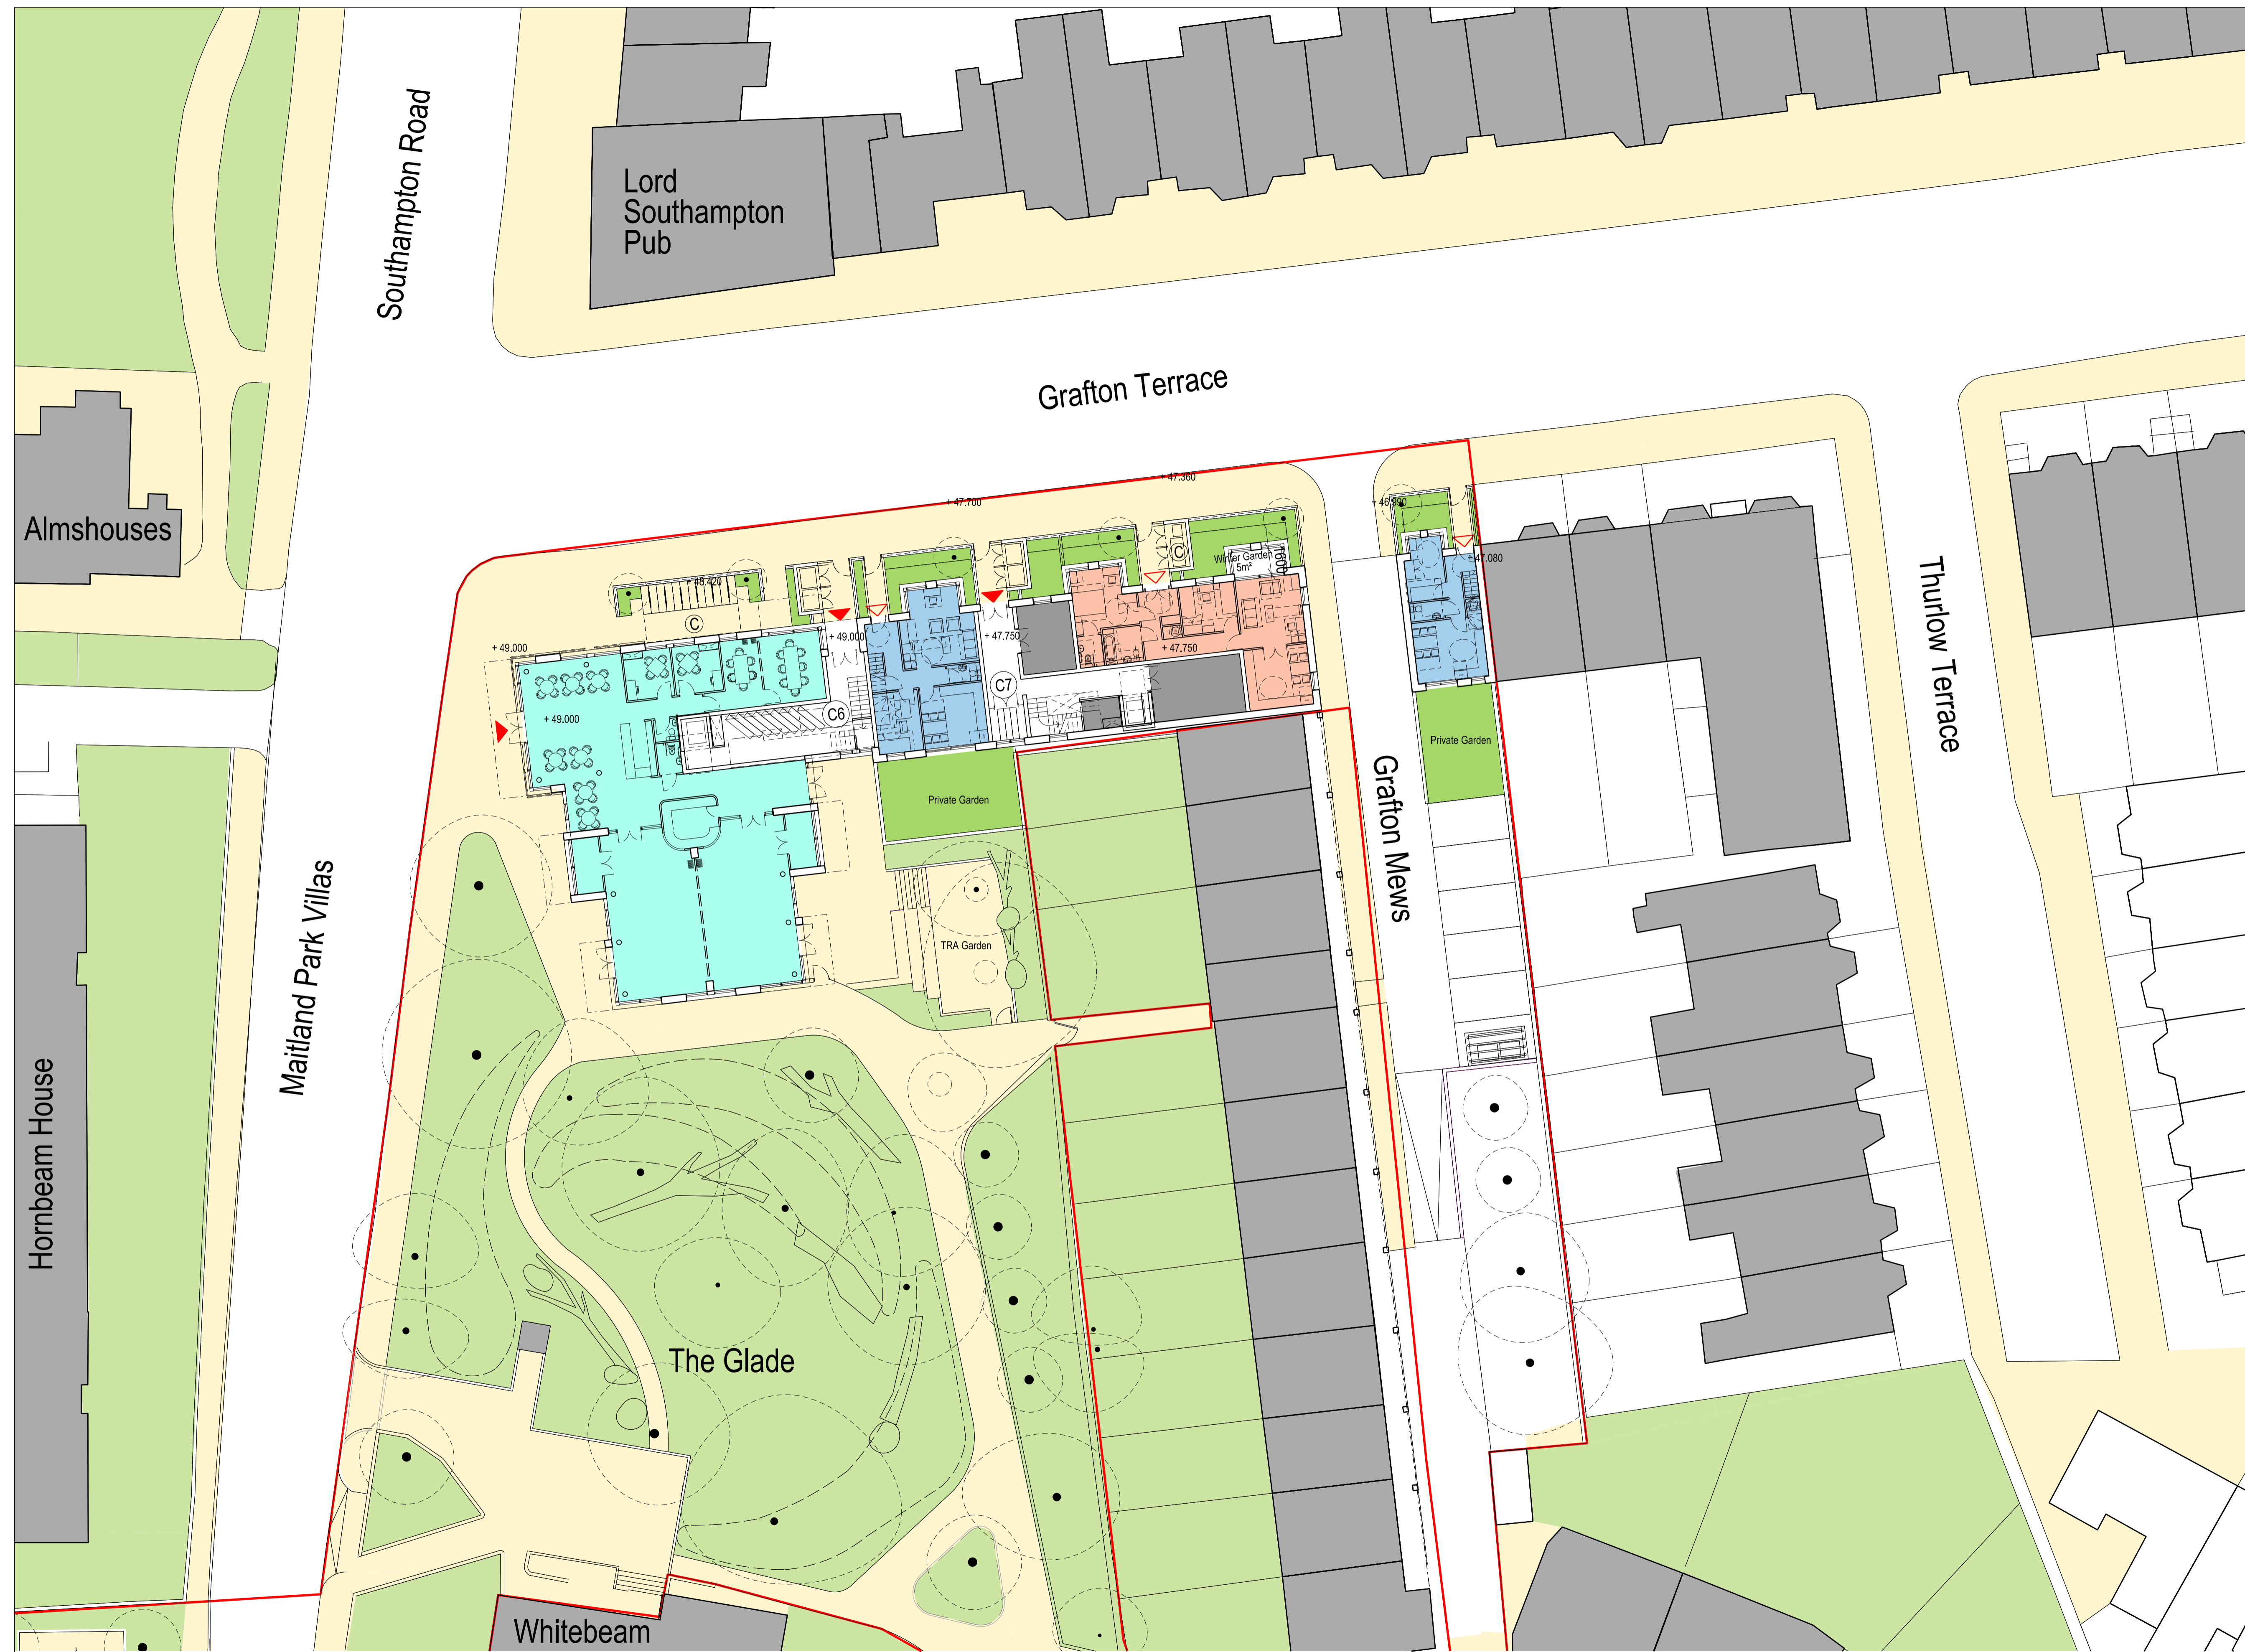 Southampton Road
Lord
Southampton
Pub
Grafton Terrace
Almshouses
+ 47.360
+ 47.700
+ 46.990
Winter Garden
5m²
1600
C
+ 47.080
+ 48.420
C
+ 49.000
+ 49.000
+ 47.750
+ 47.750
Thurlow Terrace
C7
C6
+ 49.000
Private Garden
Private Garden
Grafton Mews
Maitland Park Villas
TRA Garden
Hornbeam House
The Glade
Whitebeam